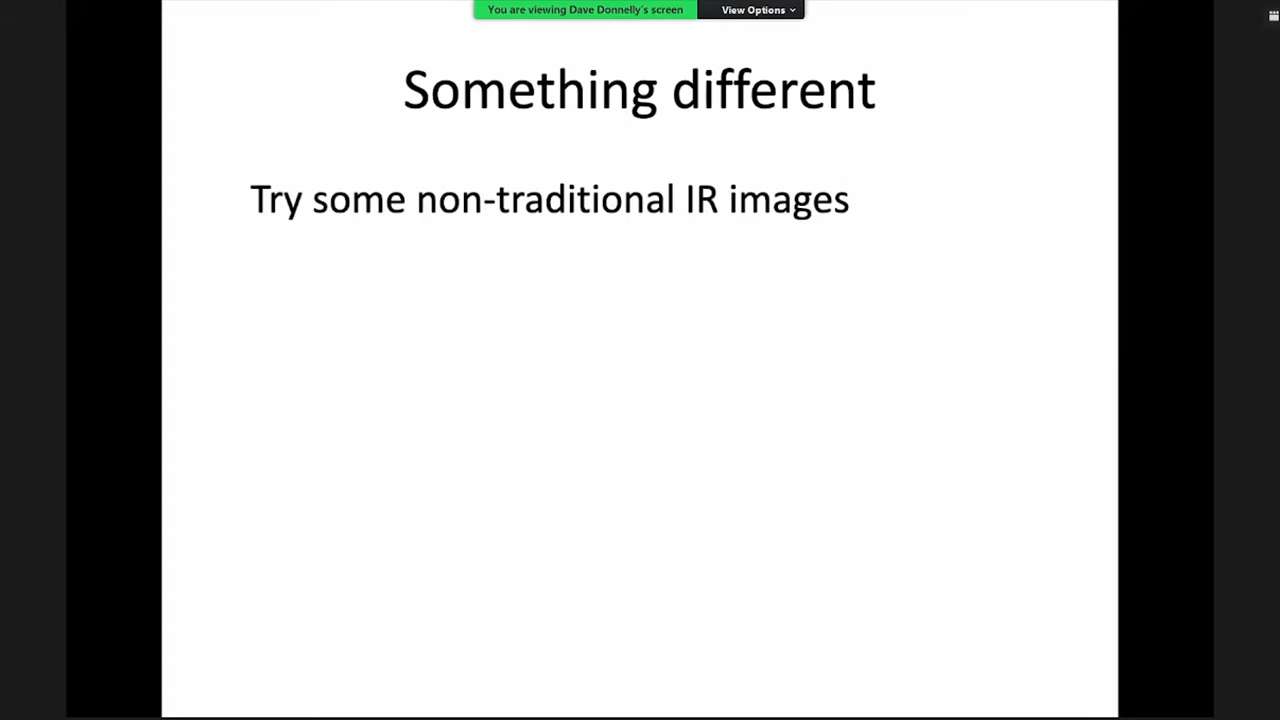 You are viewing Dave Donnelly's screen View Options
Something different
Try some non-traditional IR images